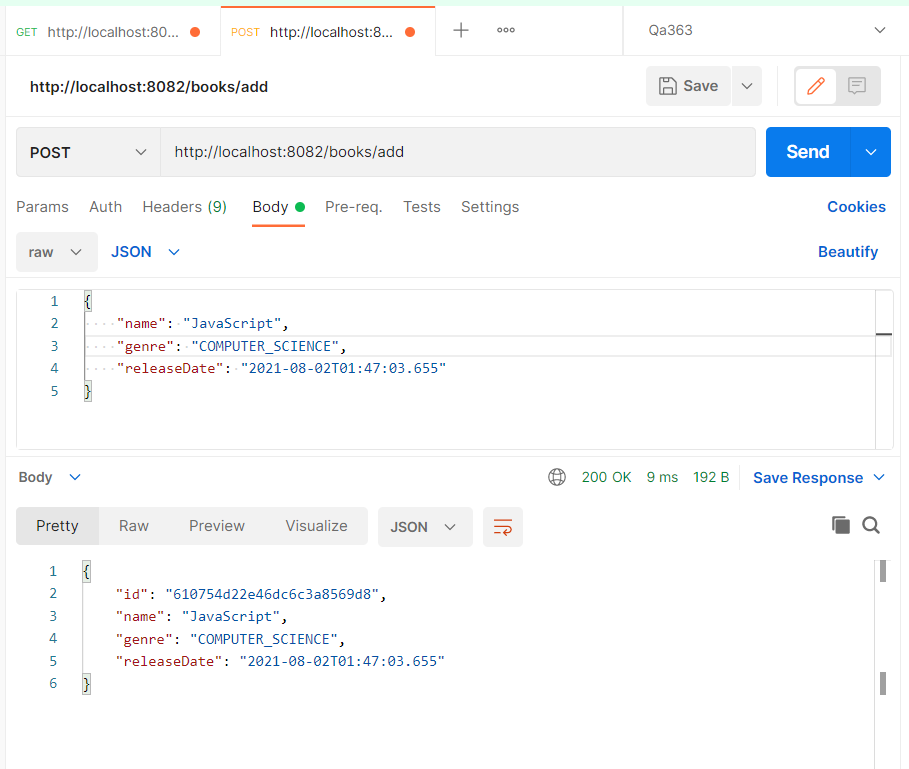 GET http://localhost:80... POST http://localhost:8... Qa363
http://localhost:8082/books/add Save
POST http://localhost:8082/books/add Send
Params Auth Headers (9) Body Pre-req. Tests Settings Cookies
raw JSON Beautify
1 {
2 "name": "JavaScript",
3 "genre": "COMPUTER_SCIENCE",
4 "releaseDate": "2021-08-02T01:47:03.655"
5 }
Body 200 OK 9 ms 192 B Save Response
Pretty Raw Preview Visualize JSON
1 {
2 "id": "610754d22e46dc6c3a8569d8",
3 "name": "JavaScript",
4 "genre": "COMPUTER_SCIENCE",
5 "releaseDate": "2021-08-02T01:47:03.655"
6 }